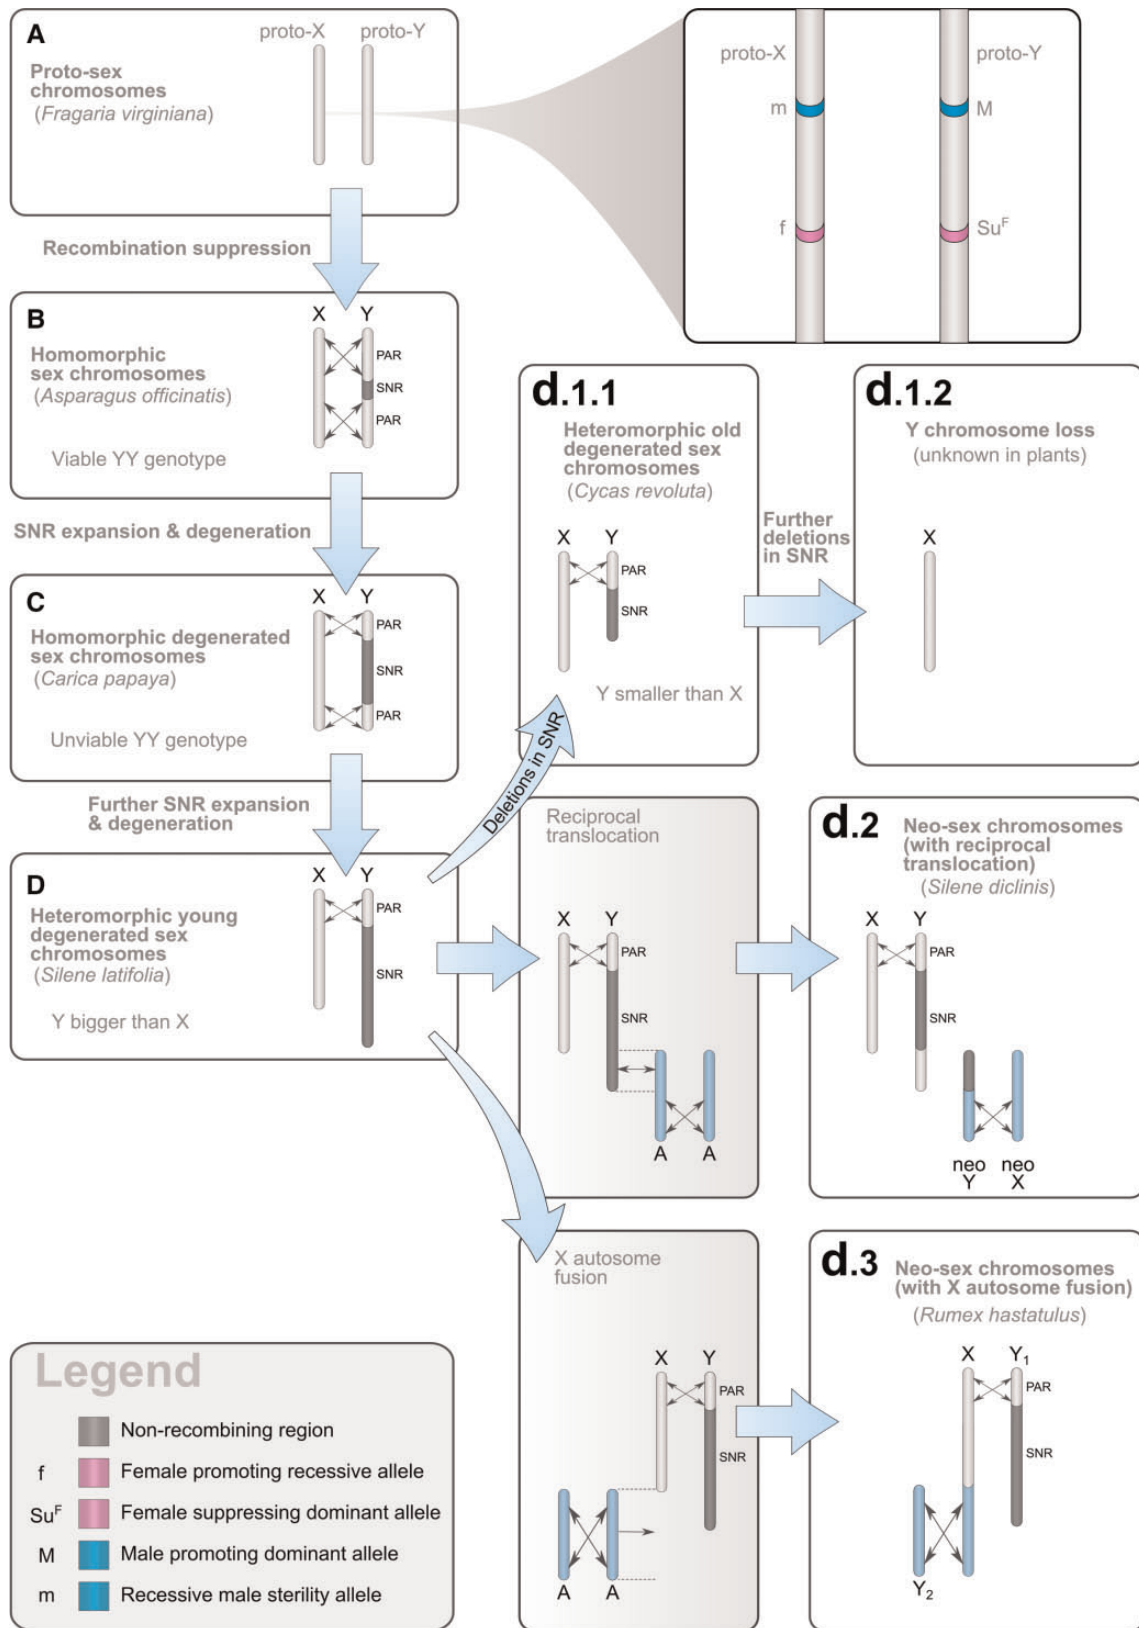 A
proto-X
proto-Y
Proto-sex
chromosomes
(Fragaria virginiana)
proto-X
proto-Y
m
M
f
Su^F
Recombination suppression
B
X
Y
Homomorphic
sex chromosomes
(Asparagus officinatis)
PAR
SNR
PAR
Viable YY genotype
SNR expansion & degeneration
C
X
Y
Homomorphic degenerated
sex chromosomes
(Carica papaya)
PAR
SNR
PAR
Unviable YY genotype
Further SNR expansion
& degeneration
D
X
Y
Heteromorphic young
degenerated sex
chromosomes
(Silene latifolia)
PAR
SNR
Y bigger than X
Deletions in SNR
d.1.1
Heteromorphic old
degenerated sex
chromosomes
(Cycas revoluta)
X
Y
PAR
SNR
Y smaller than X
Further
deletions
in SNR
d.1.2
Y chromosome loss
(unknown in plants)
X
Reciprocal
translocation
X
Y
PAR
SNR
A
A
d.2
Neo-sex chromosomes
(with reciprocal
translocation)
(Silene diclinis)
X
Y
PAR
SNR
neo
Y
neo
X
X autosome
fusion
X
Y
PAR
SNR
A
A
d.3
Neo-sex chromosomes
(with X autosome fusion)
(Rumex hastatulus)
X
Y1
PAR
SNR
Y2
Legend
Non-recombining region
f Female promoting recessive allele
Su^F Female suppressing dominant allele
M Male promoting dominant allele
m Recessive male sterility allele